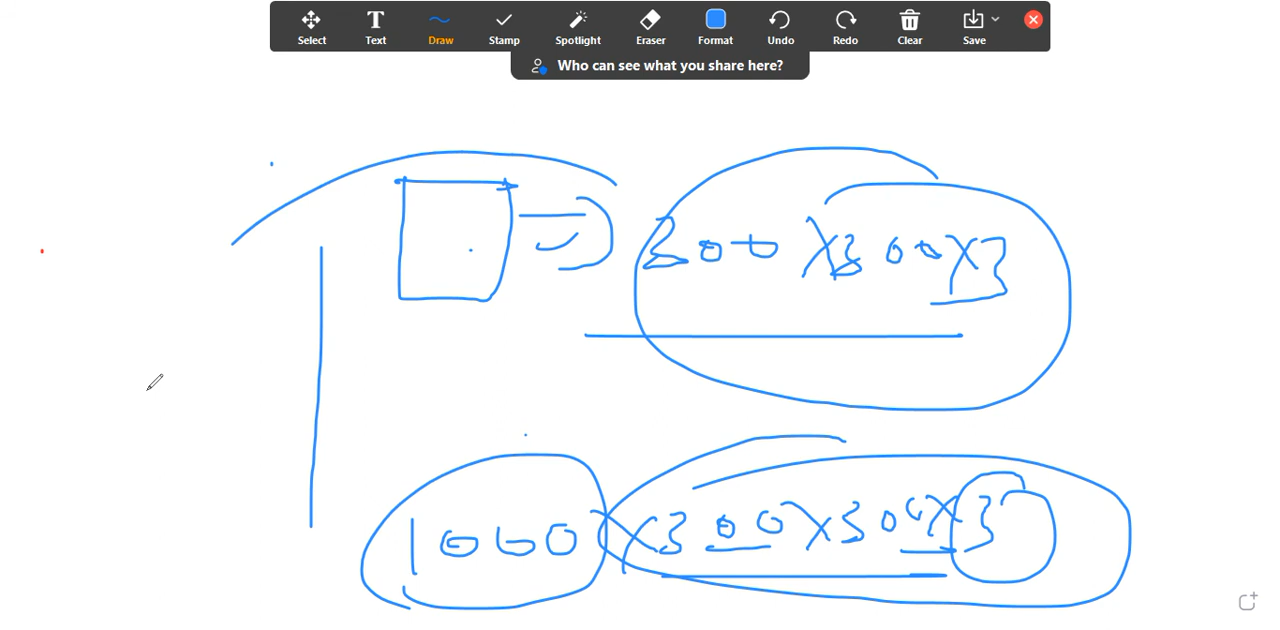 Select Text Draw Stamp Spotlight Eraser Format Undo Redo Clear Save
Who can see what you share here?
300 X 300 X 3
1000 X 300 X 300 X 3